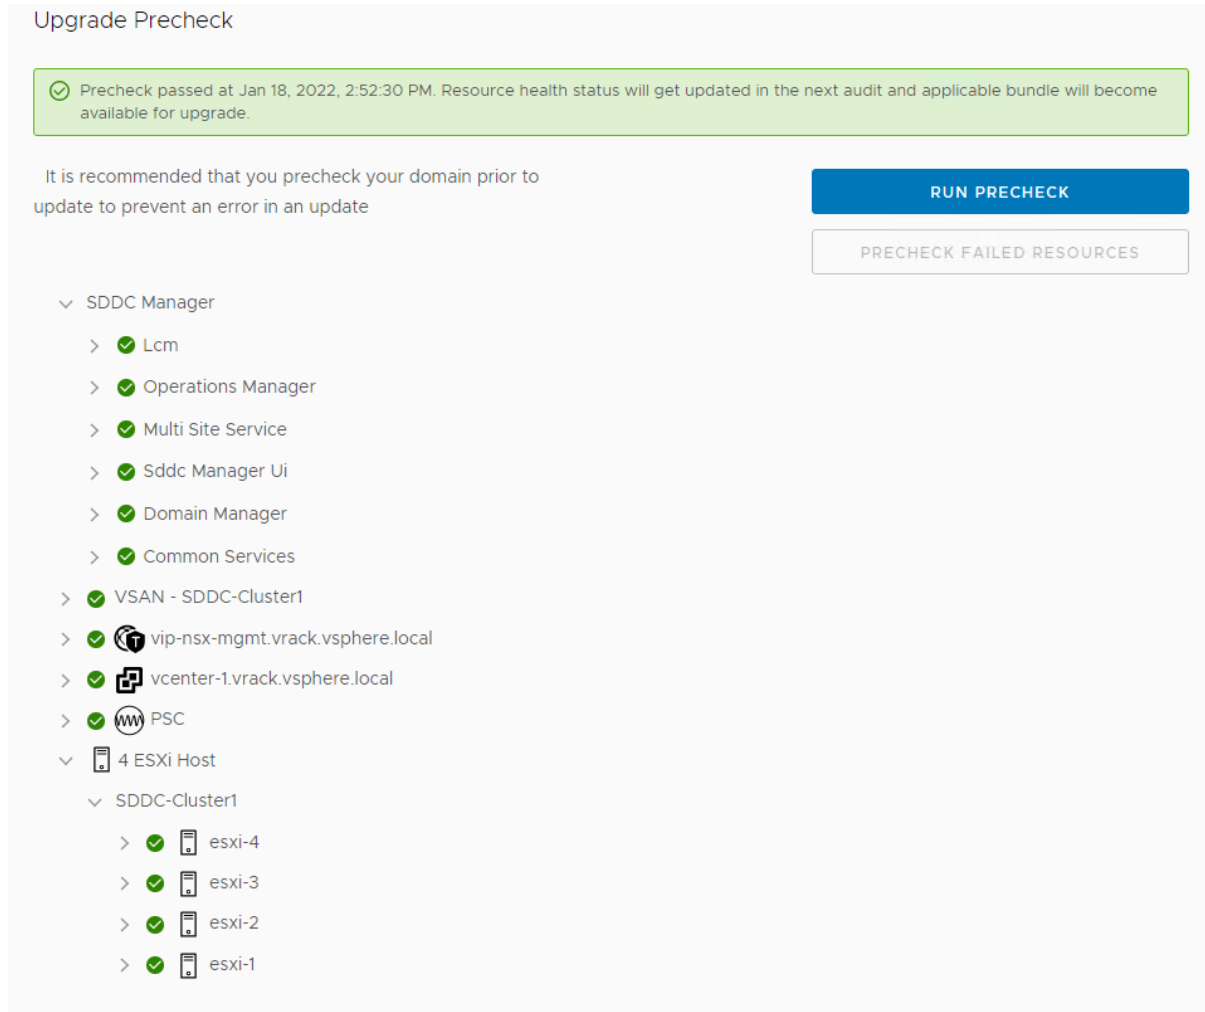 Upgrade Precheck
Precheck passed at Jan 18, 2022, 2:52:30 PM. Resource health status will get updated in the next audit and applicable bundle will become
available for upgrade.
It is recommended that you precheck your domain prior to
update to prevent an error in an update
RUN PRECHECK
PRECHECK FAILED RESOURCES
SDDC Manager
Lcm
Operations Manager
Multi Site Service
Sddc Manager Ui
Domain Manager
Common Services
VSAN - SDDC-Cluster1
T vip-nsx-mgmt.vrack.vsphere.local
vcenter-1.vrack.vsphere.local
PSC
4 ESXi Host
SDDC-Cluster1
esxi-4
esxi-3
esxi-2
esxi-1